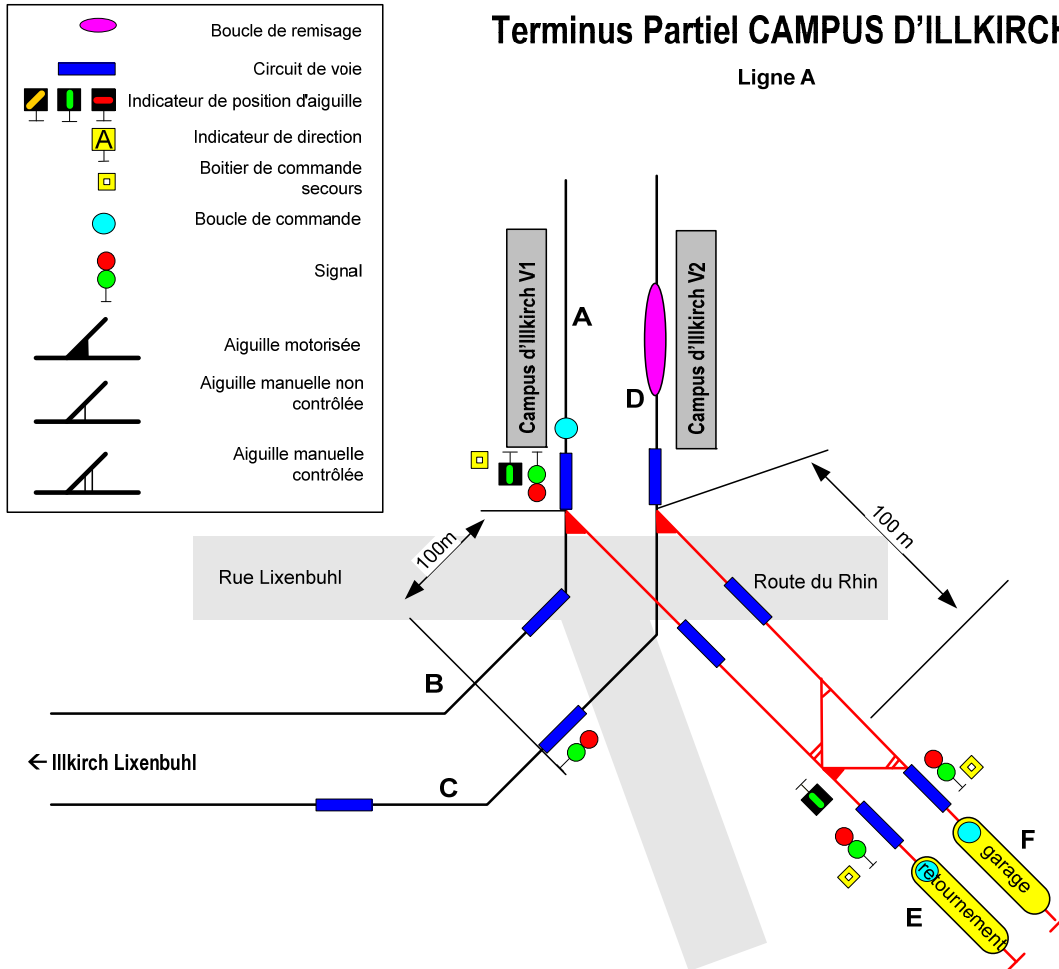 Terminus Partiel CAMPUS D'ILLKIRCH
Ligne A
Boucle de remisage
Circuit de voie
Indicateur de position d'aiguille
A
Indicateur de direction
Boitier de commande
secours
Boucle de commande
Signal
Aiguille motorisée
Aiguille manuelle non
contrôlée
Aiguille manuelle
contrôlée
Campus d'Illkirch V1
A
D
Campus d'Illkirch V2
100m
100 m
Rue Lixenbuhl
Route du Rhin
B
← Illkirch Lixenbuhl
C
F
garage
E
retournement